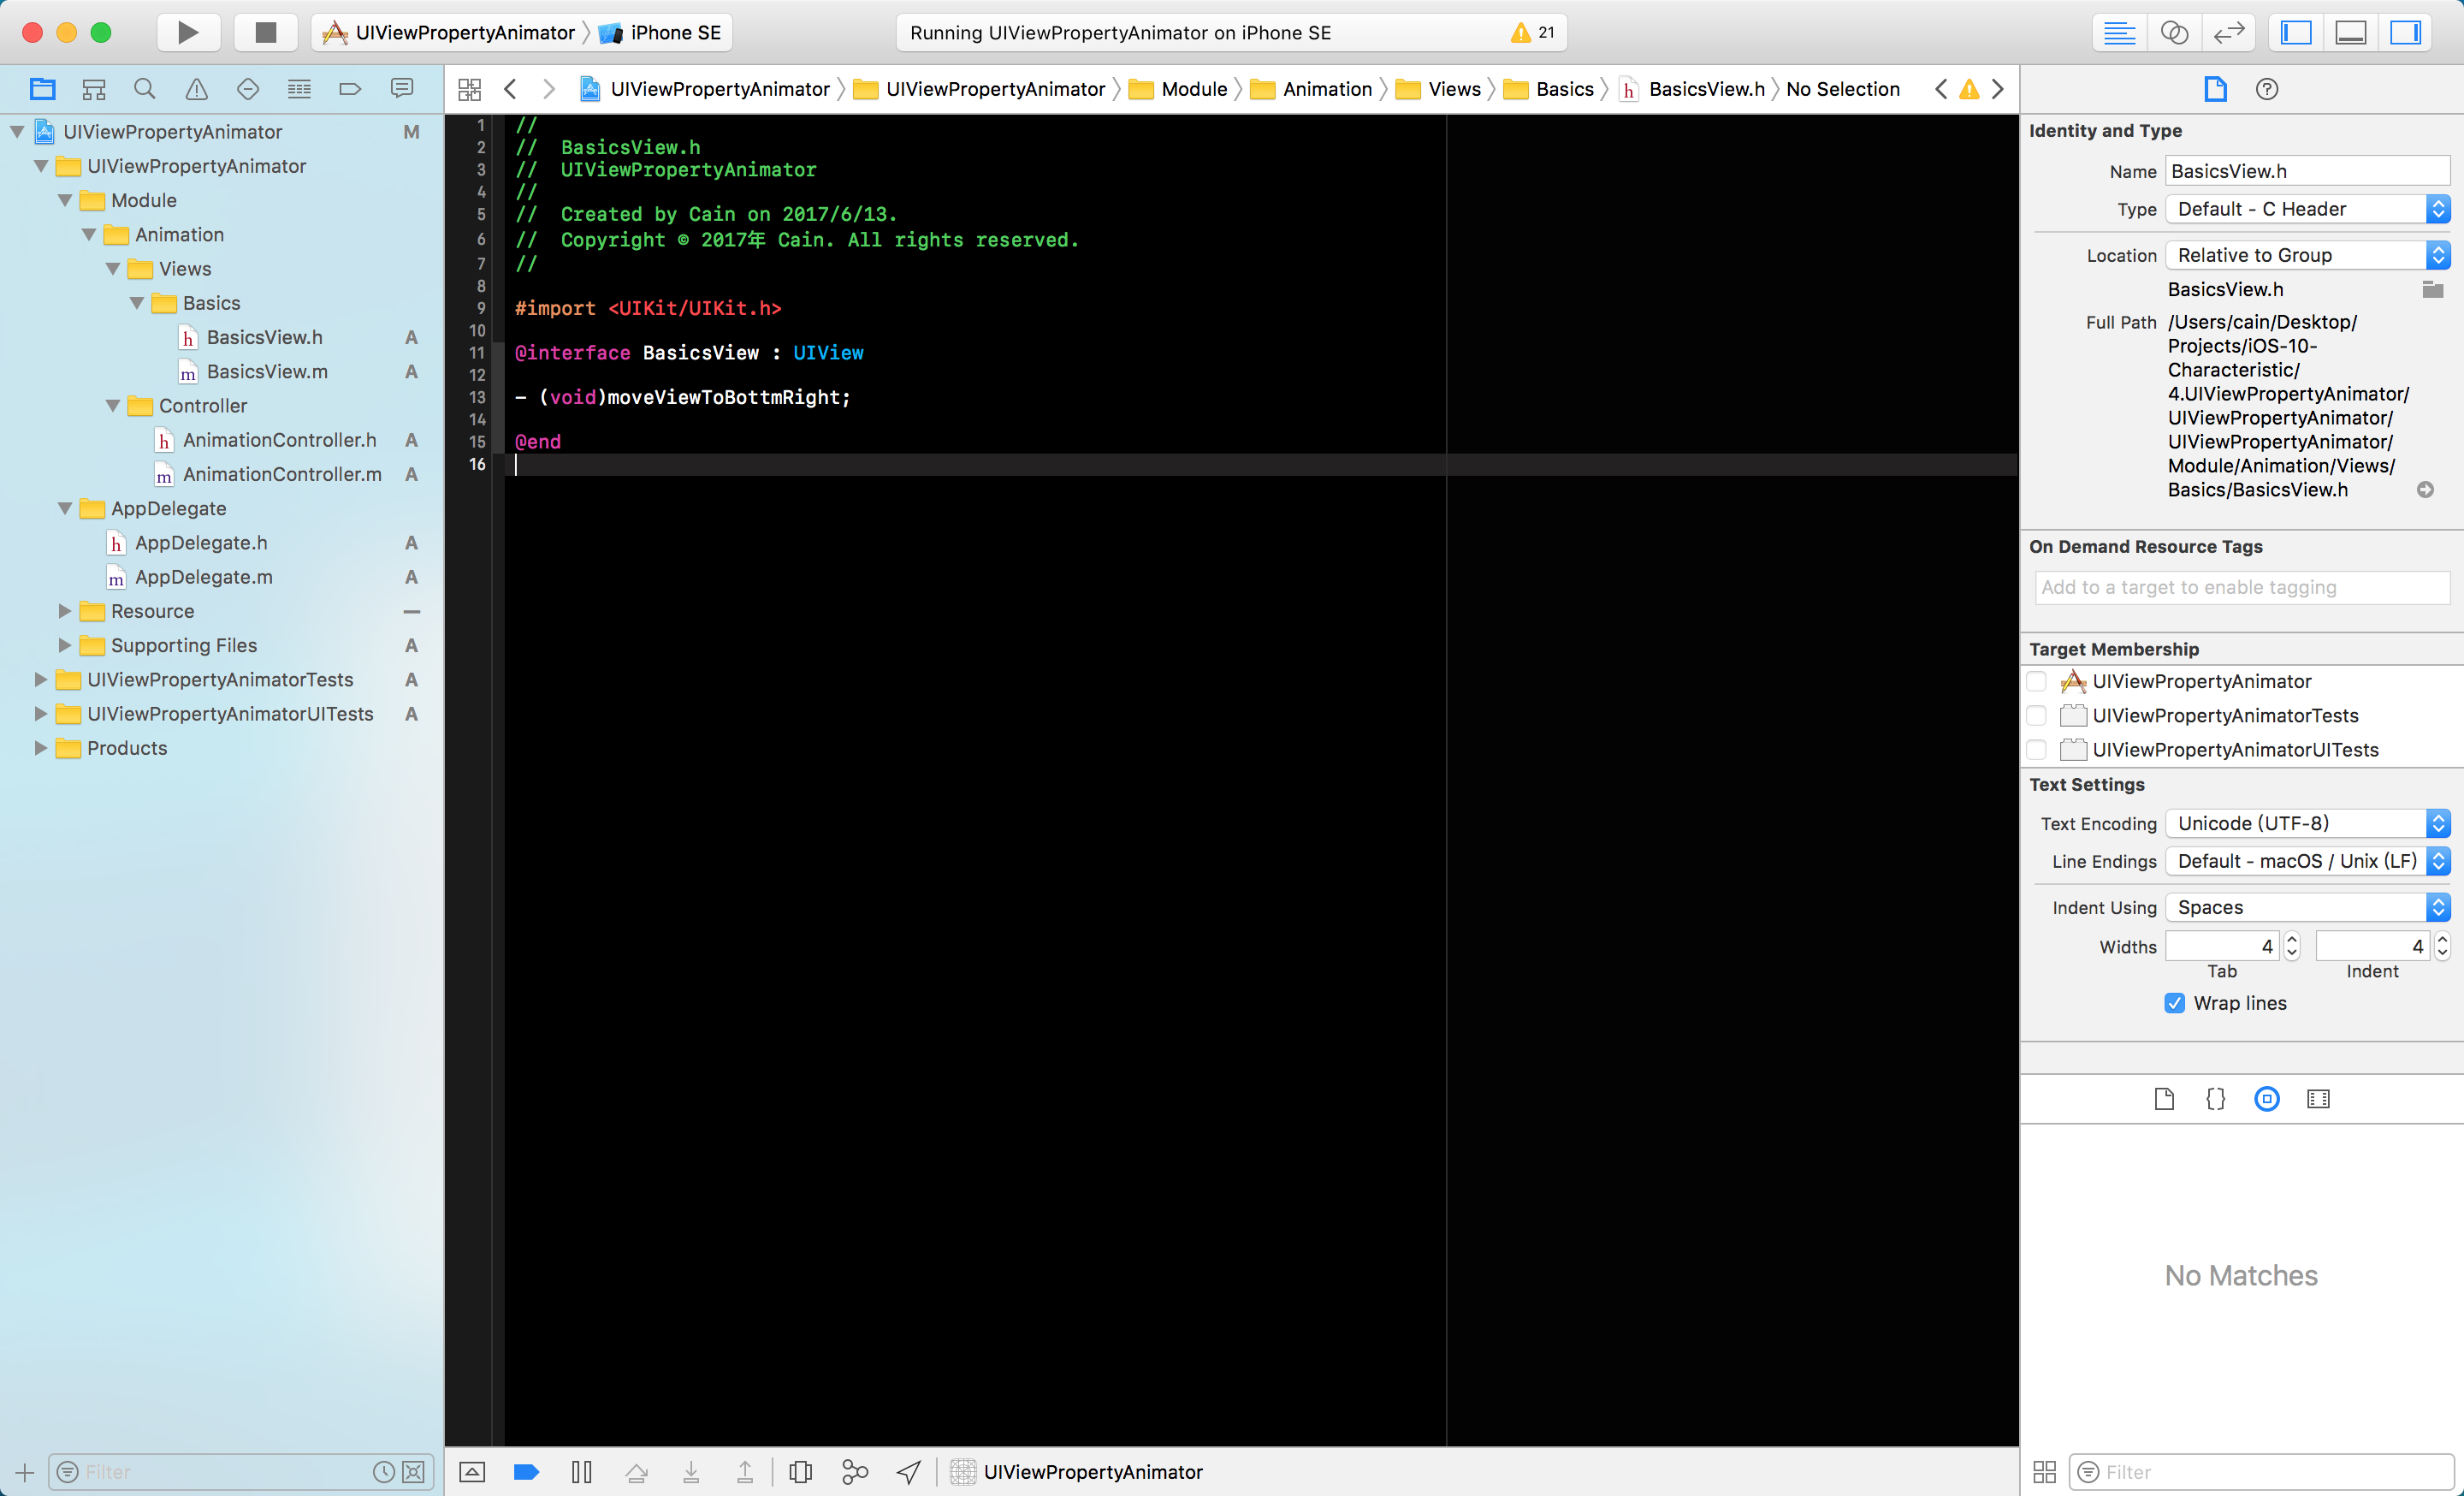 UIViewPropertyAnimator iPhone SE
Running UIViewPropertyAnimator on iPhone SE 21
UIViewPropertyAnimator UIViewPropertyAnimator Module Animation Views Basics h BasicsView.h No Selection
UIViewPropertyAnimator M
UIViewPropertyAnimator
Module
Animation
Views
Basics
h BasicsView.h A
m BasicsView.m A
Controller
h AnimationController.h A
m AnimationController.m A
AppDelegate
h AppDelegate.h A
m AppDelegate.m A
Resource
Supporting Files A
UIViewPropertyAnimatorTests A
UIViewPropertyAnimatorUITests A
Products
Filter
1 //
2 //  BasicsView.h
3 //  UIViewPropertyAnimator
4 //
5 //  Created by Cain on 2017/6/13.
6 //  Copyright © 2017年 Cain. All rights reserved.
7 //
8
9 #import <UIKit/UIKit.h>
10
11 @interface BasicsView : UIView
12
13 - (void)moveViewToBottmRight;
14
15 @end
16
UIViewPropertyAnimator
Identity and Type
Name BasicsView.h
Type Default - C Header
Location Relative to Group
BasicsView.h
Full Path /Users/cain/Desktop/
Projects/iOS-10-
Characteristic/
4.UIViewPropertyAnimator/
UIViewPropertyAnimator/
UIViewPropertyAnimator/
Module/Animation/Views/
Basics/BasicsView.h
On Demand Resource Tags
Add to a target to enable tagging
Target Membership
UIViewPropertyAnimator
UIViewPropertyAnimatorTests
UIViewPropertyAnimatorUITests
Text Settings
Text Encoding Unicode (UTF-8)
Line Endings Default - macOS / Unix (LF)
Indent Using Spaces
Widths 4 4
Tab Indent
Wrap lines
{}
No Matches
Filter